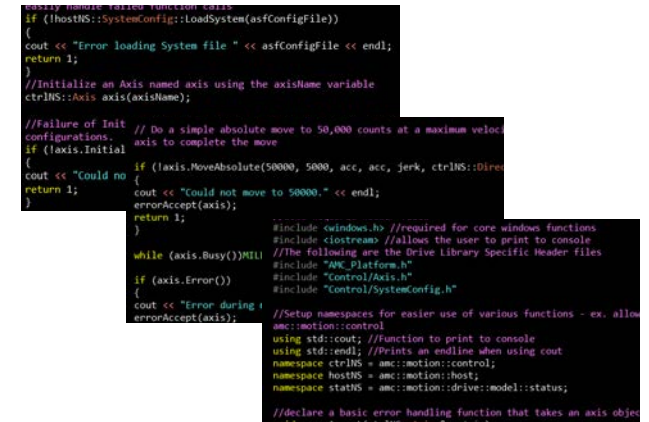 easily handle failed function calls
if (!hostNS::SystemConfig::LoadSystem(asfConfigFile))
{
cout << "Error loading System file " << asfConfigFile << endl;
return 1;
}
//Initialize an Axis named axis using the axisName variable
ctrlNS::Axis axis(axisName);
//Failure of Init
configurations.
if (!axis.Initial
{
cout << "Could no
return 1;
}
// Do a simple absolute move to 50,000 counts at a maximum veloci
axis to complete the move
if (!axis.MoveAbsolute(50000, 5000, acc, acc, jerk, ctrlNS::Direc
{
cout << "Could not move to 50000." << endl;
errorAccept(axis);
return 1;
}
while (axis.Busy())MILL
if (axis.Error())
{
cout << "Error during
errorAccept(axis);
#include <windows.h> //required for core windows functions
#include <iostream> //allows the user to print to console
//The following are the Drive Library Specific Header files
#include "AMC_Platform.h"
#include "Control/Axis.h"
#include "Control/SystemConfig.h"
//Setup namespaces for easier use of various functions - ex. allow
amc::motion::control
using std::cout; //Function to print to console
using std::endl; //Prints an endline when using cout
namespace ctrlNS = amc::motion::control;
namespace hostNS = amc::motion::host;
namespace statNS = amc::motion::drive::model::status;
//declare a basic error handling function that takes an axis objec